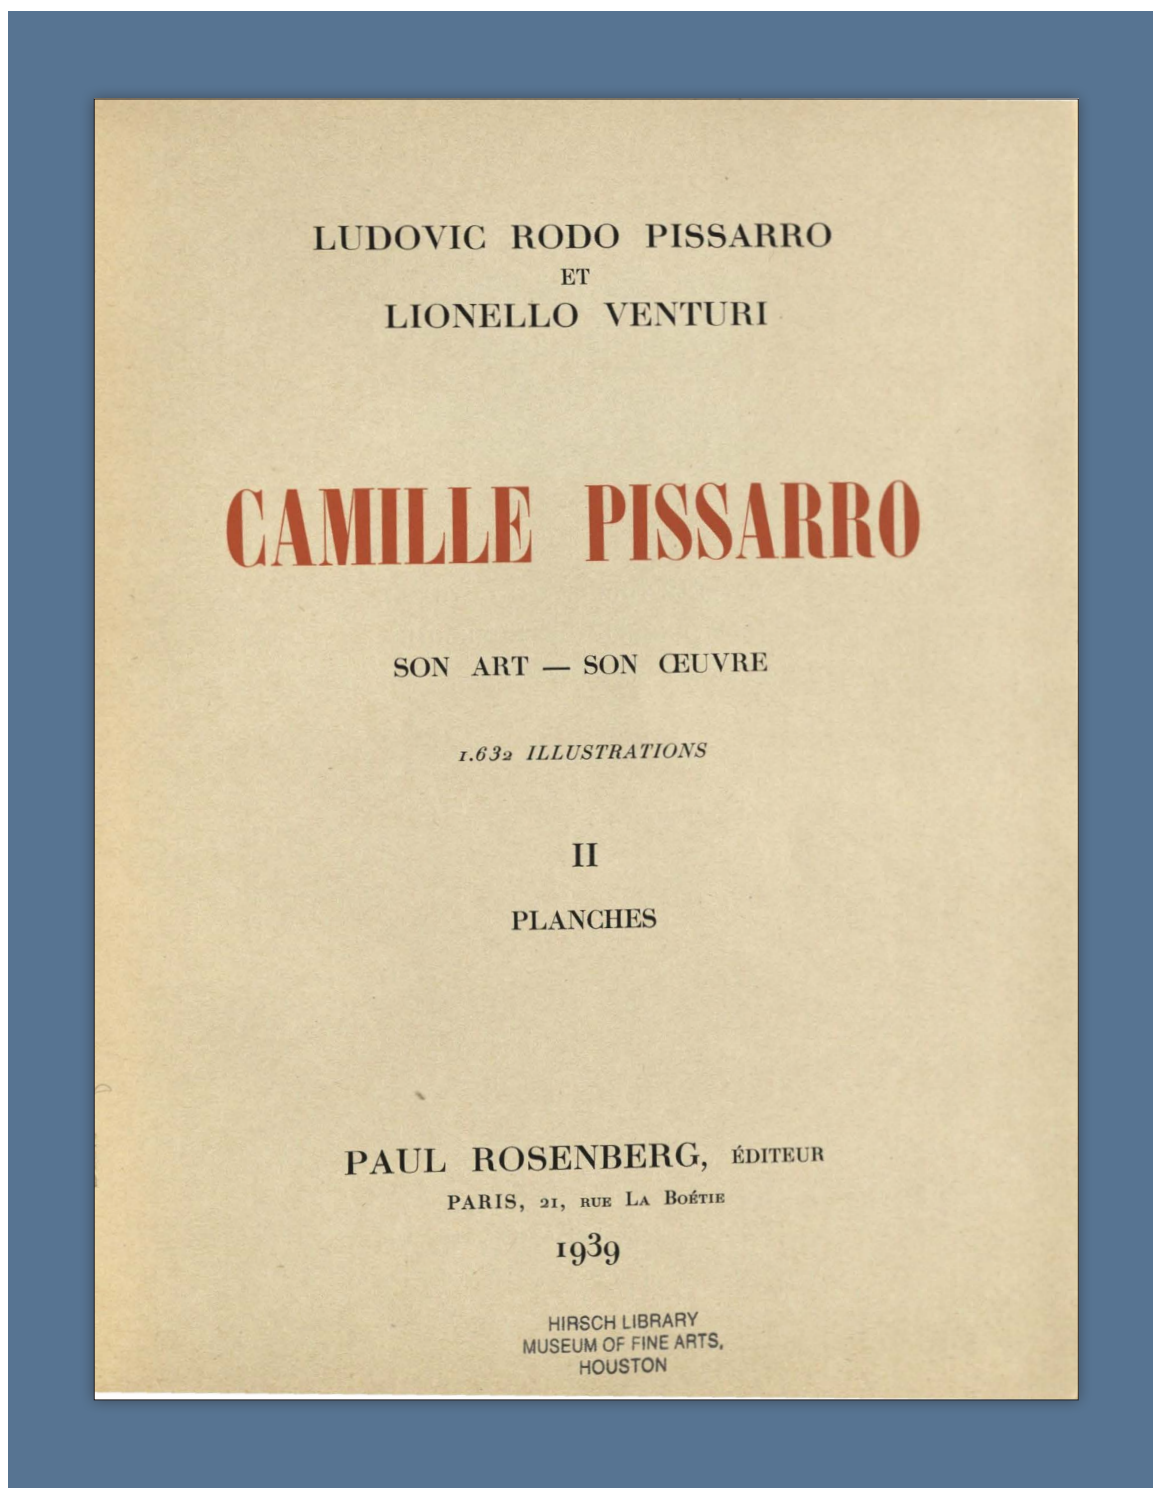 LUDOVIC RODO PISSARRO
ET
LIONELLO VENTURI
CAMILLE PISSARRO
SON ART — SON ŒUVRE
1.632 ILLUSTRATIONS
II
PLANCHES
PAUL ROSENBERG, ÉDITEUR
PARIS, 21, RUE LA BOÉTIE
1939
HIRSCH LIBRARY
MUSEUM OF FINE ARTS,
HOUSTON